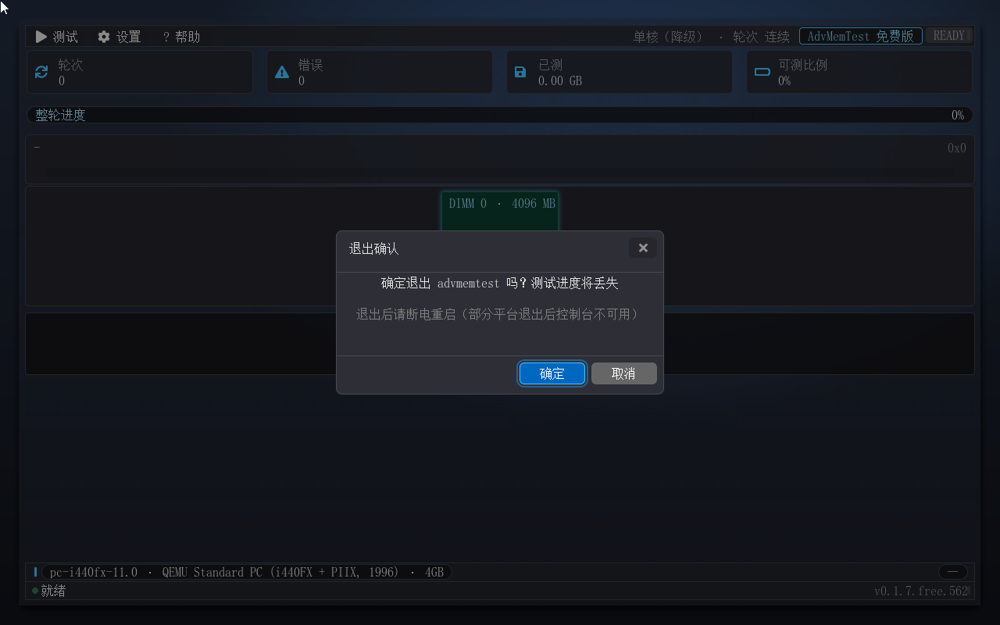 测试 设置 ? 帮助 单核（降级） · 轮次 连续 AdvMemTest 免费版 READY
轮次 错误 已测 可测比例
0 0 0.00 GB 0%
整轮进度 0%
— 0x0
DIMM 0 · 4096 MB
退出确认
确定退出 advmemtest 吗？测试进度将丢失
退出后请断电重启（部分平台退出后控制台不可用）
确定 取消
pc-i440fx-11.0 · QEMU Standard PC (i440FX + PIIX, 1996) · 4GB —
就绪 v0.1.7.free.562